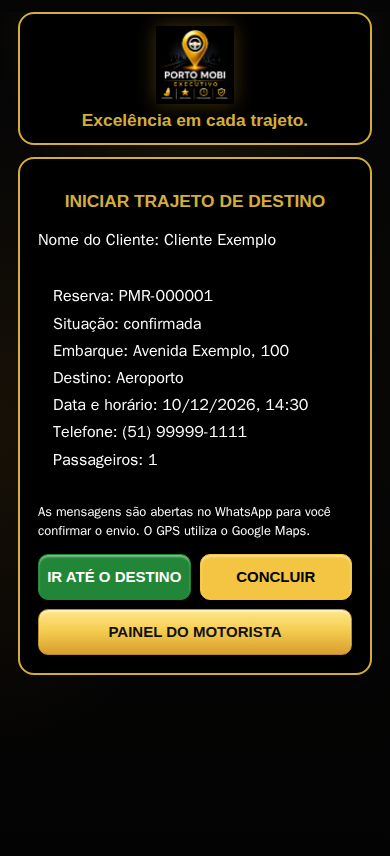 PORTO MOBI
EXECUTIVO
Excelência em cada trajeto.
INICIAR TRAJETO DE DESTINO
Nome do Cliente: Cliente Exemplo
Reserva: PMR-000001
Situação: confirmada
Embarque: Avenida Exemplo, 100
Destino: Aeroporto
Data e horário: 10/12/2026, 14:30
Telefone: (51) 99999-1111
Passageiros: 1
As mensagens são abertas no WhatsApp para você
confirmar o envio. O GPS utiliza o Google Maps.
IR ATÉ O DESTINO
CONCLUIR
PAINEL DO MOTORISTA